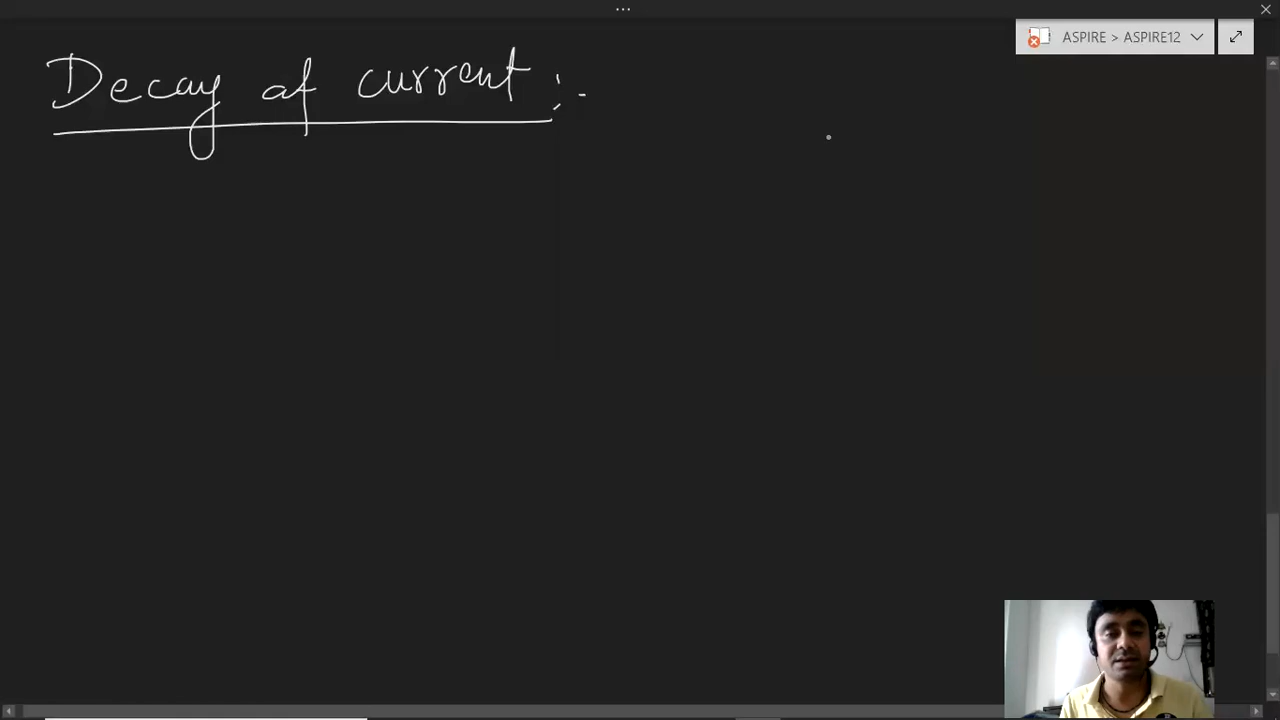 ASPIRE > ASPIRE12
Decay of current :-